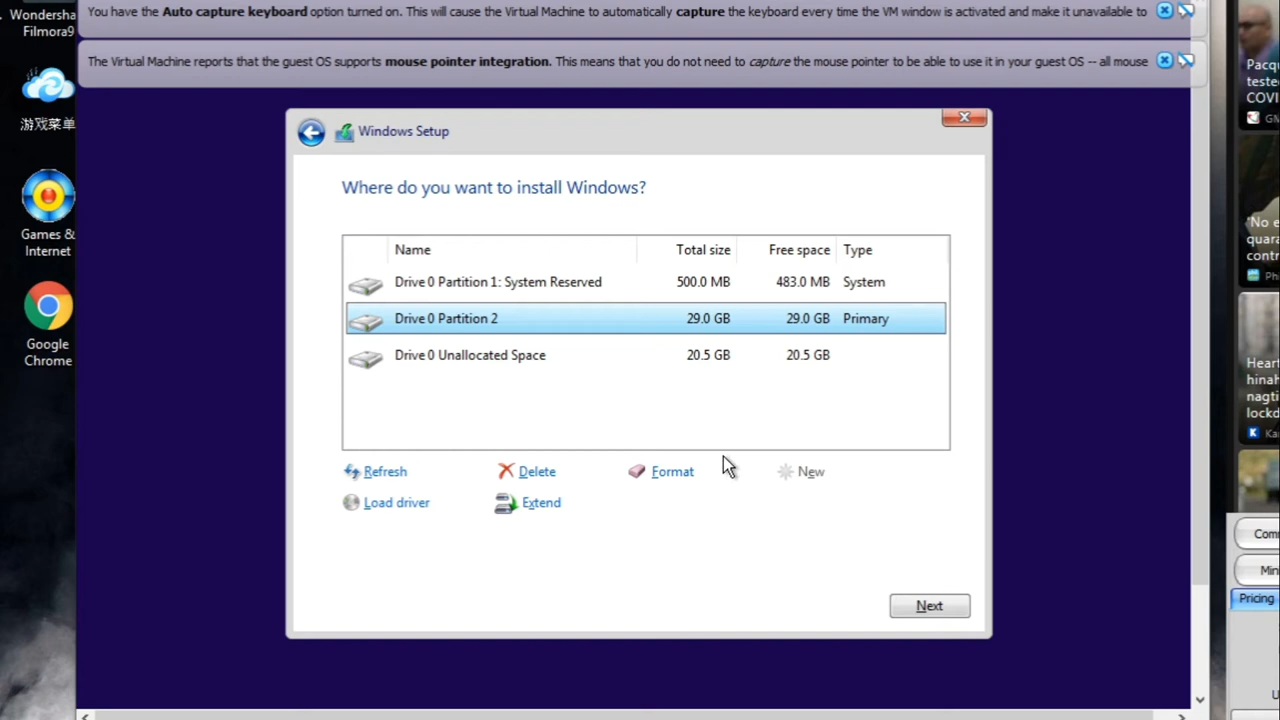 Wondersha
Filmora9
游戏菜单
Games &
Internet
Google
Chrome
You have the Auto capture keyboard option turned on. This will cause the Virtual Machine to automatically capture the keyboard every time the VM window is activated and make it unavailable to
The Virtual Machine reports that the guest OS supports mouse pointer integration. This means that you do not need to capture the mouse pointer to be able to use it in your guest OS -- all mouse
Windows Setup
Where do you want to install Windows?
Name Total size Free space Type
Drive 0 Partition 1: System Reserved 500.0 MB 483.0 MB System
Drive 0 Partition 2 29.0 GB 29.0 GB Primary
Drive 0 Unallocated Space 20.5 GB 20.5 GB
Refresh Delete Format New
Load driver Extend
Next
Pacqu
teste
COVI
GM
'No e
quara
contr
Ph
Heart
hinah
nagti
lockd
Ka
Com
Min
Pricing
U